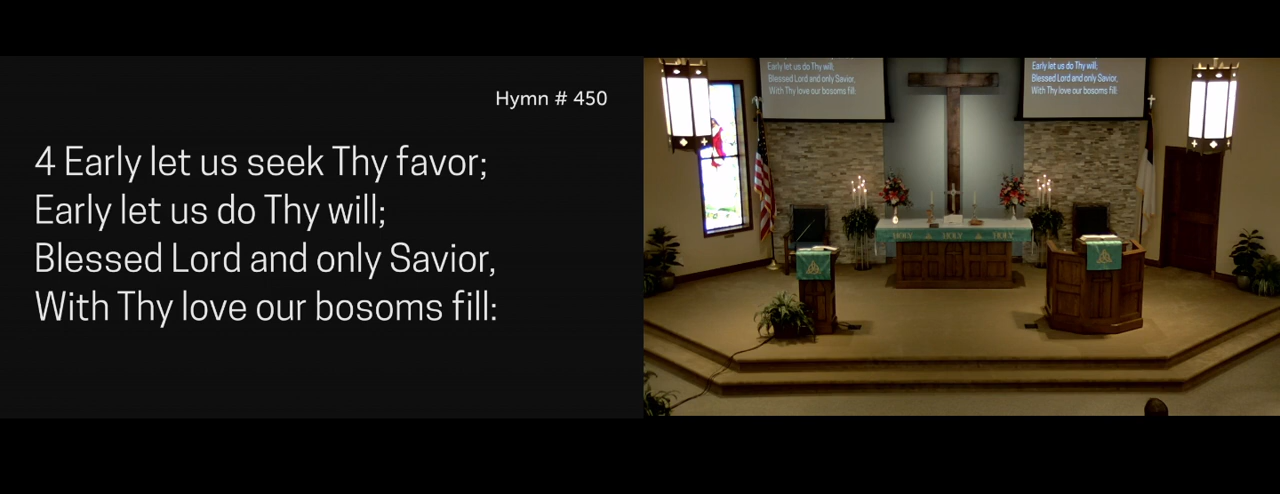 Hymn # 450
4 Early let us seek Thy favor;
Early let us do Thy will;
Blessed Lord and only Savior,
With Thy love our bosoms fill:
Early let us do Thy will;
Blessed Lord and only Savior,
With Thy love our bosoms fill:
Early let us do Thy will;
Blessed Lord and only Savior,
With Thy love our bosoms fill:
HOLY HOLY HOLY